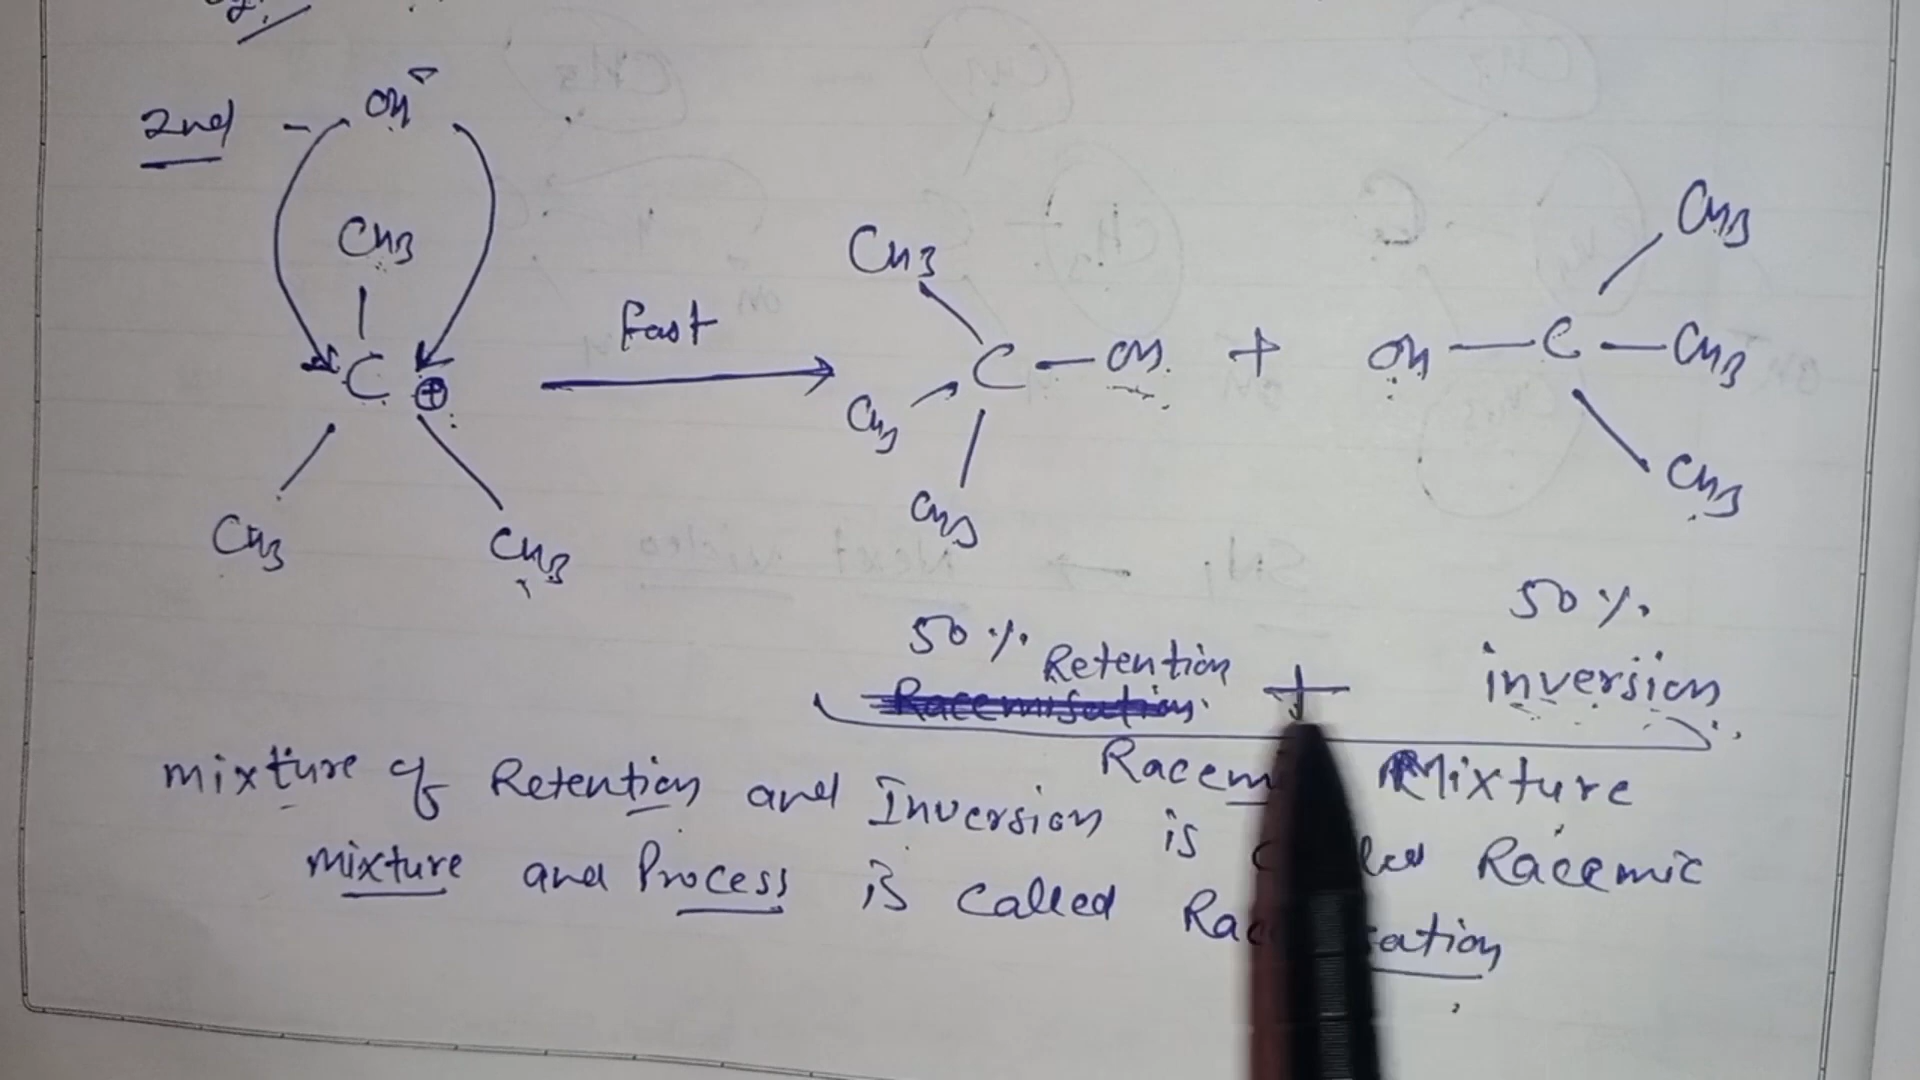 2nd - OH⁻
CH3
C ⊕
CH3 CH3
fast
CH3
CH3 C - OH + OH - C - CH3
CH3
CH3
CH3
50 %. Retention + 50 %. inversion
Racemisation
Mixture
mixture of Retention and Inversion is Racemic
mixture and Process is called